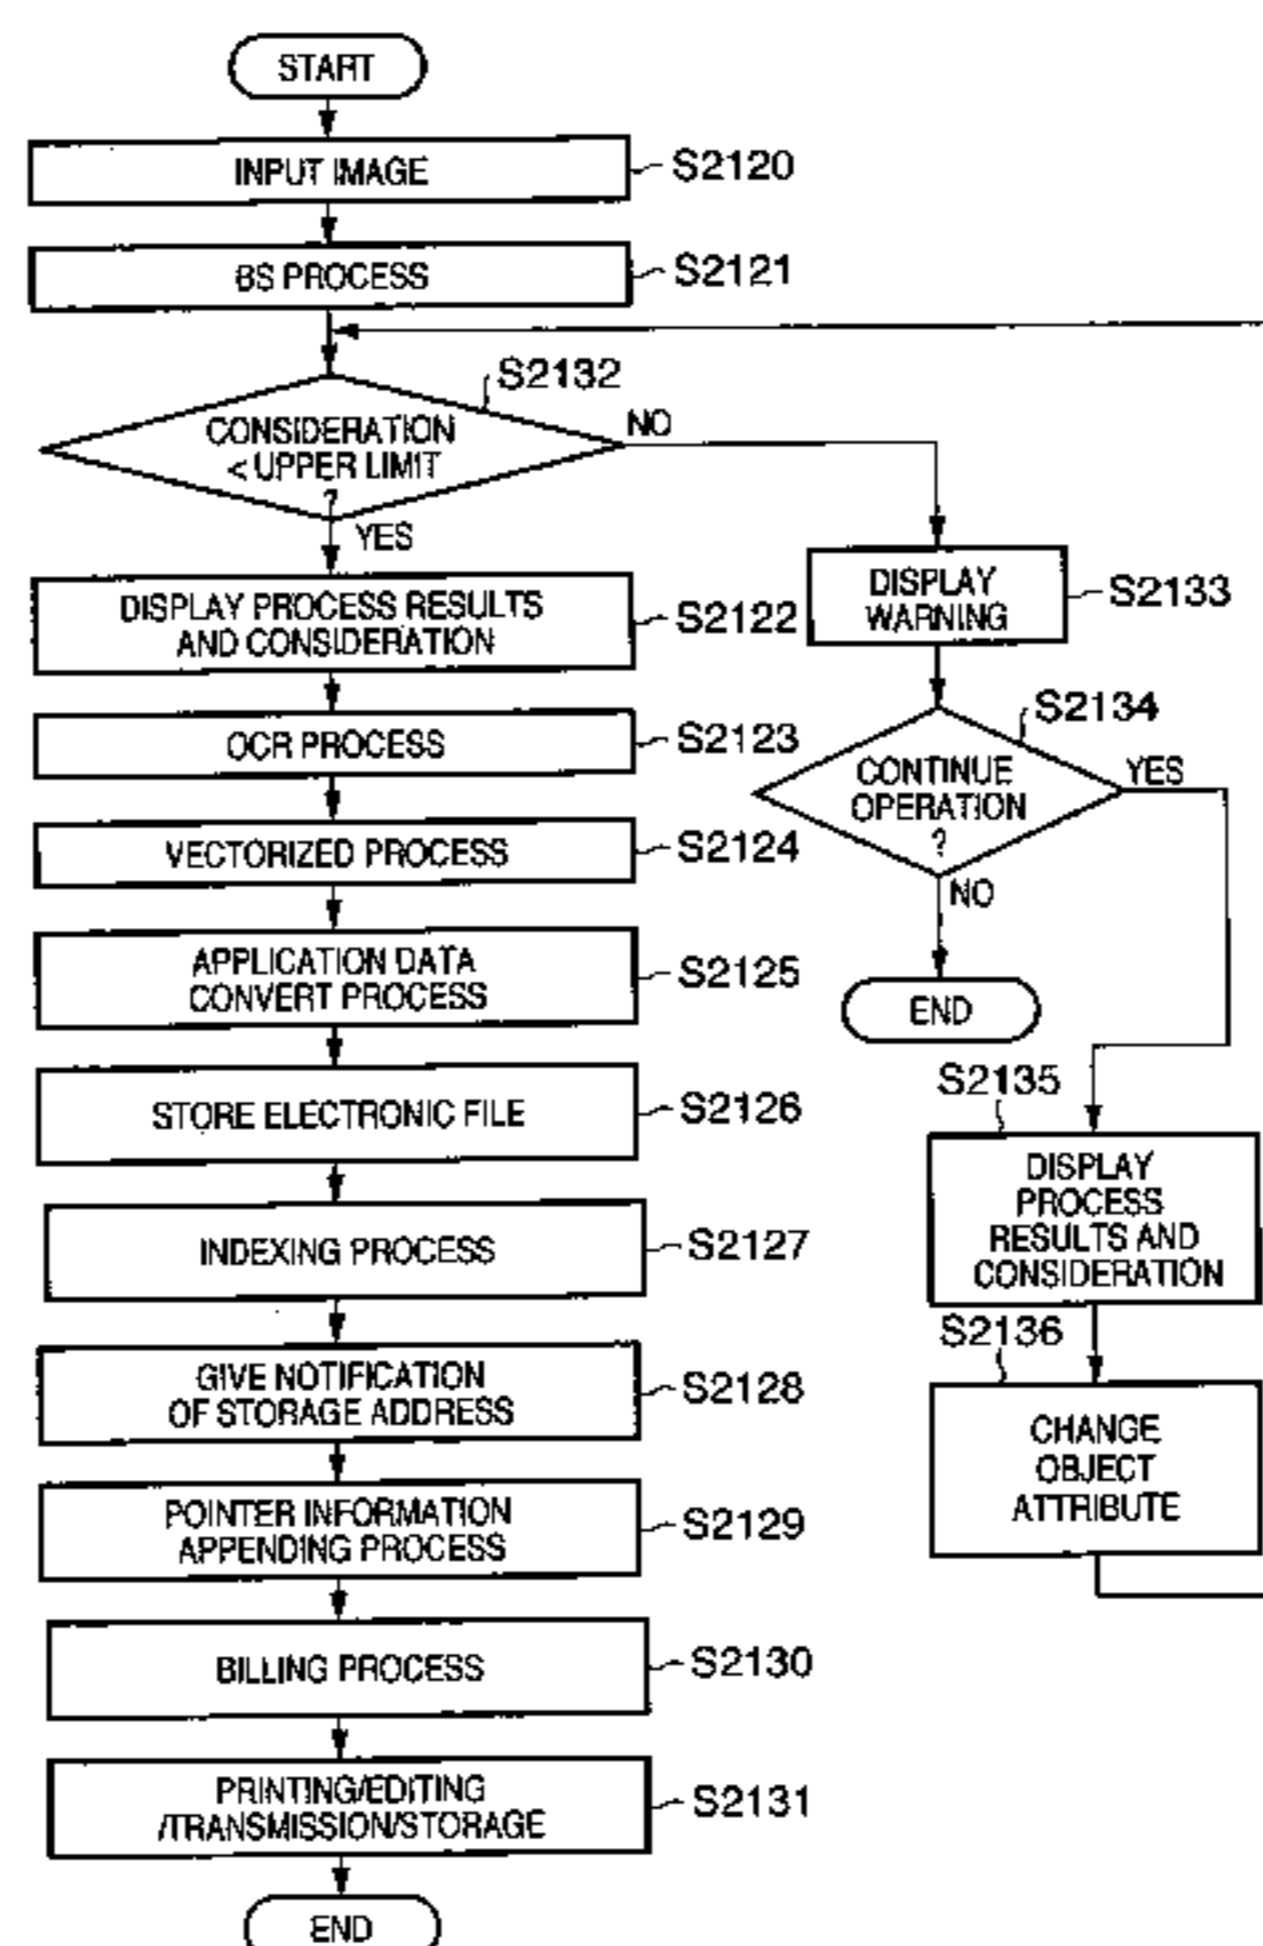 START
INPUT IMAGE
S2120
BS PROCESS
S2121
S2132
CONSIDERATION
< UPPER LIMIT
?
NO
YES
DISPLAY PROCESS RESULTS
AND CONSIDERATION
S2122
OCR PROCESS
S2123
VECTORIZED PROCESS
S2124
APPLICATION DATA
CONVERT PROCESS
S2125
STORE ELECTRONIC FILE
S2126
INDEXING PROCESS
S2127
GIVE NOTIFICATION
OF STORAGE ADDRESS
S2128
POINTER INFORMATION
APPENDING PROCESS
S2129
BILLING PROCESS
S2130
PRINTING/EDITING
/TRANSMISSION/STORAGE
S2131
END
DISPLAY
WARNING
S2133
S2134
CONTINUE
OPERATION
?
YES
NO
END
S2135
DISPLAY
PROCESS
RESULTS AND
CONSIDERATION
S2136
CHANGE
OBJECT
ATTRIBUTE